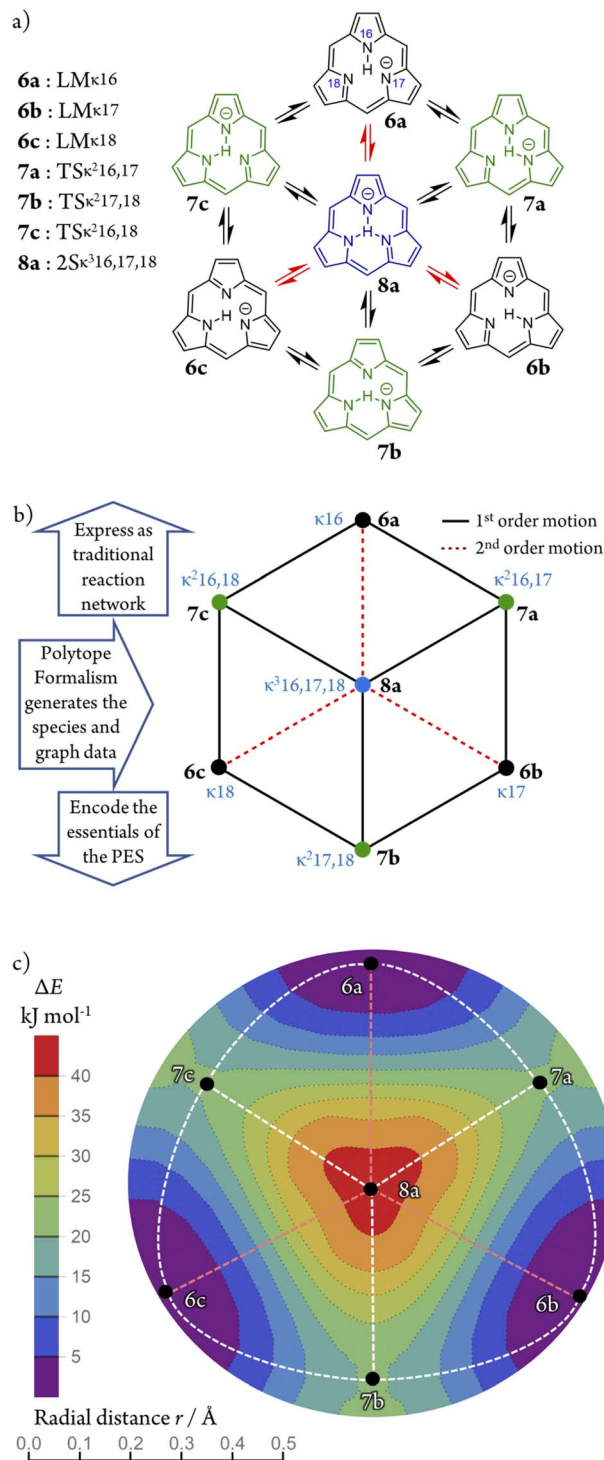 a)
6a : LMκ16
6b : LMκ17
6c : LMκ18
7a : TSκ²16,17
7b : TSκ²17,18
7c : TSκ²16,18
8a : 2Sκ³16,17,18
16
N
H
18 N
N 17
⊖
6a
⊖
N
H
N
N
7c
N
H ⊖
N
N
7a
⊖
N
H
N
N
8a
N
H ⊖
N
N
6c
⊖
N
H
N
N
6b
N
H ⊖
N
N
7b
b)
Express as
traditional
reaction
network
Polytope
Formalism
generates the
species and
graph data
Encode the
essentials of
the PES
κ16 6a
1st order motion
2nd order motion
κ²16,18
7c
κ²16,17
7a
κ³16,17,18 8a
6c
κ18
6b
κ17
κ²17,18 7b
c)
ΔE
kJ mol⁻¹
40
35
30
25
20
15
10
5
6a
7c
7a
8a
6c
6b
7b
Radial distance r / Å
0.0 0.1 0.2 0.3 0.4 0.5